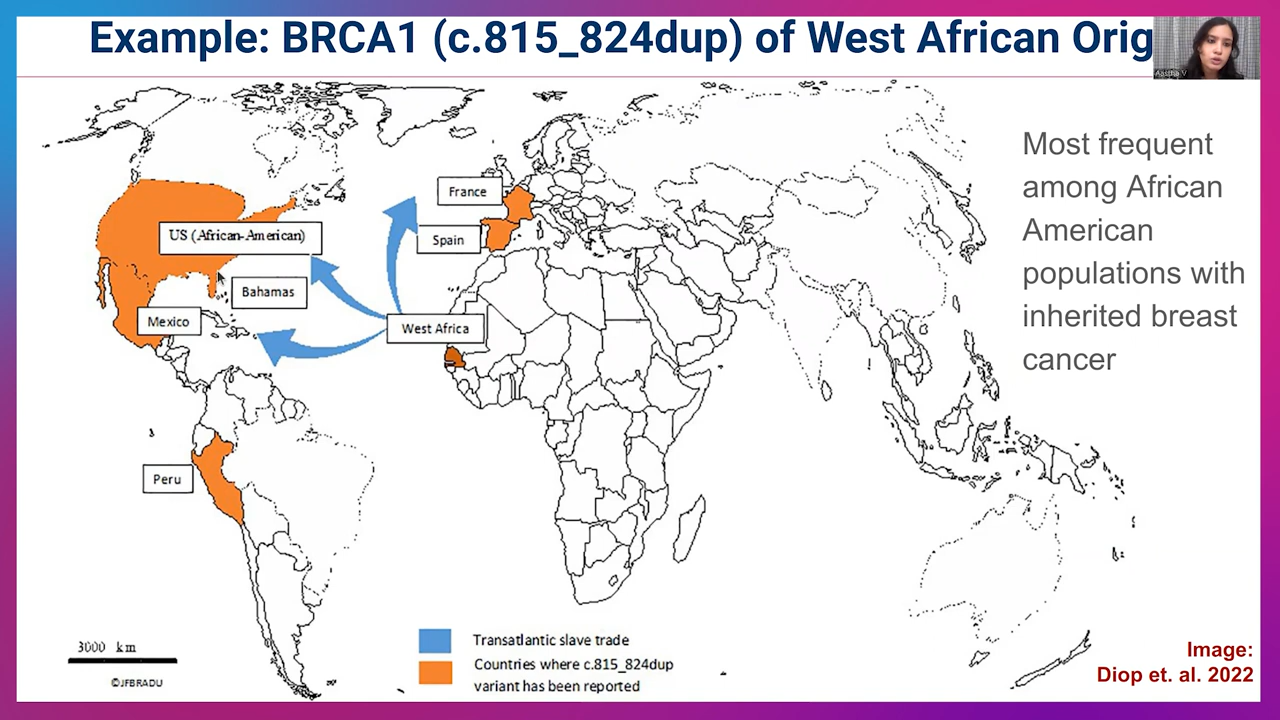 Example: BRCA1 (c.815_824dup) of West African Orig
Aastha V
France
Most frequent
among African
American
populations with
inherited breast
cancer
US (African-American)
Spain
Bahamas
Mexico
West Africa
Peru
3000 km
©JFBRADU
Transatlantic slave trade
Countries where c.815_824dup
variant has been reported
Image:
Diop et. al. 2022